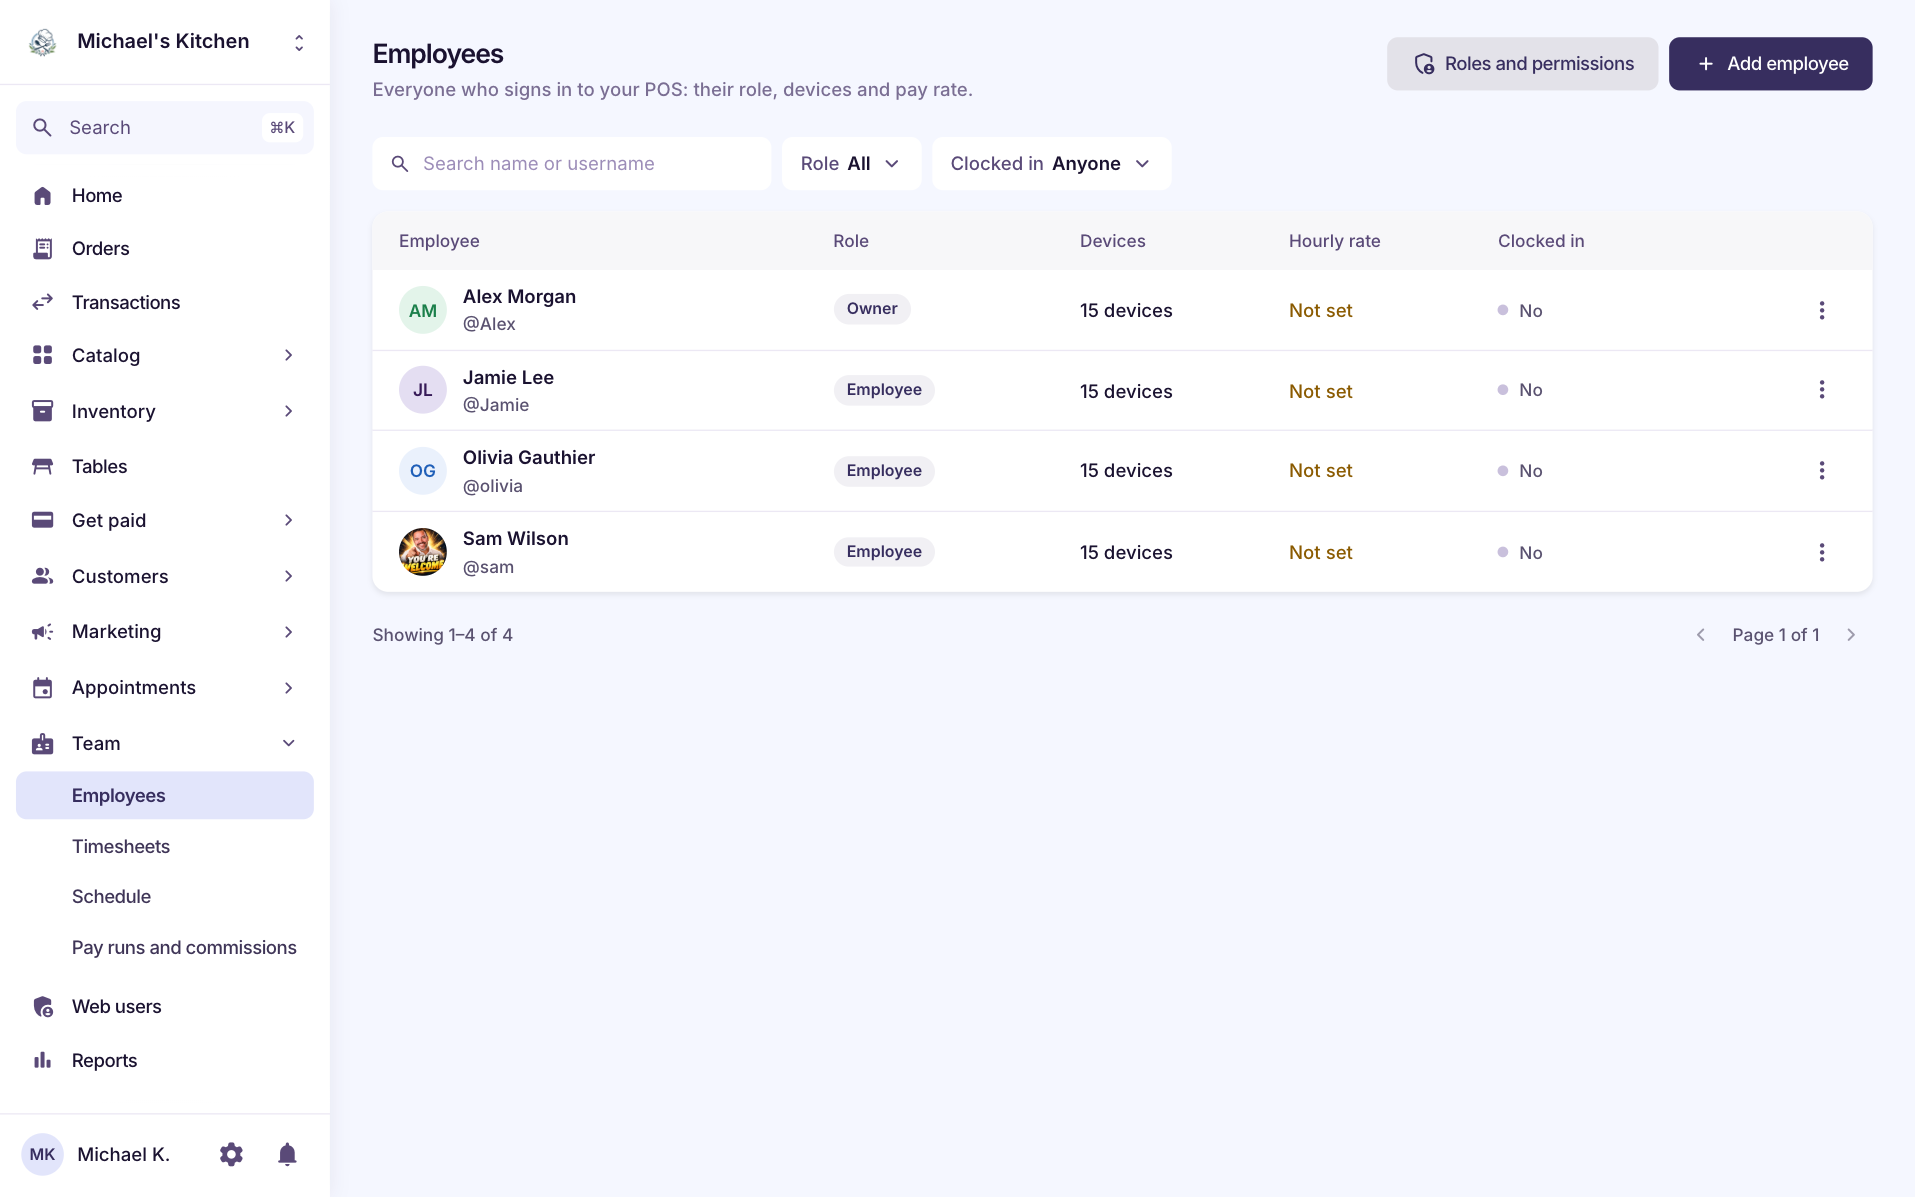 Michael's Kitchen
Search ⌘K
Home
Orders
Transactions
Catalog
Inventory
Tables
Get paid
Customers
Marketing
Appointments
Team
Employees
Timesheets
Schedule
Pay runs and commissions
Web users
Reports
MK Michael K.
Employees
Everyone who signs in to your POS: their role, devices and pay rate.
Roles and permissions
+ Add employee
Search name or username
Role All
Clocked in Anyone
Employee Role Devices Hourly rate Clocked in
AM Alex Morgan @Alex Owner 15 devices Not set No
JL Jamie Lee @Jamie Employee 15 devices Not set No
OG Olivia Gauthier @olivia Employee 15 devices Not set No
YOU'RE WELCOME Sam Wilson @sam Employee 15 devices Not set No
Showing 1–4 of 4
Page 1 of 1